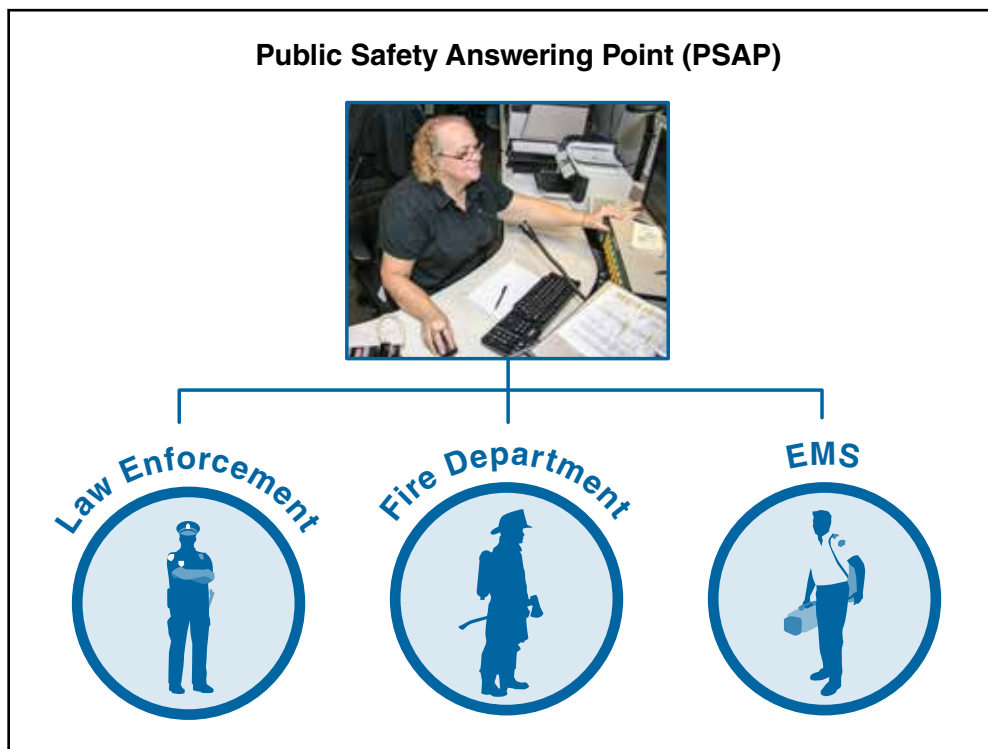 Public Safety Answering Point (PSAP)
Law Enforcement
Fire Department
EMS